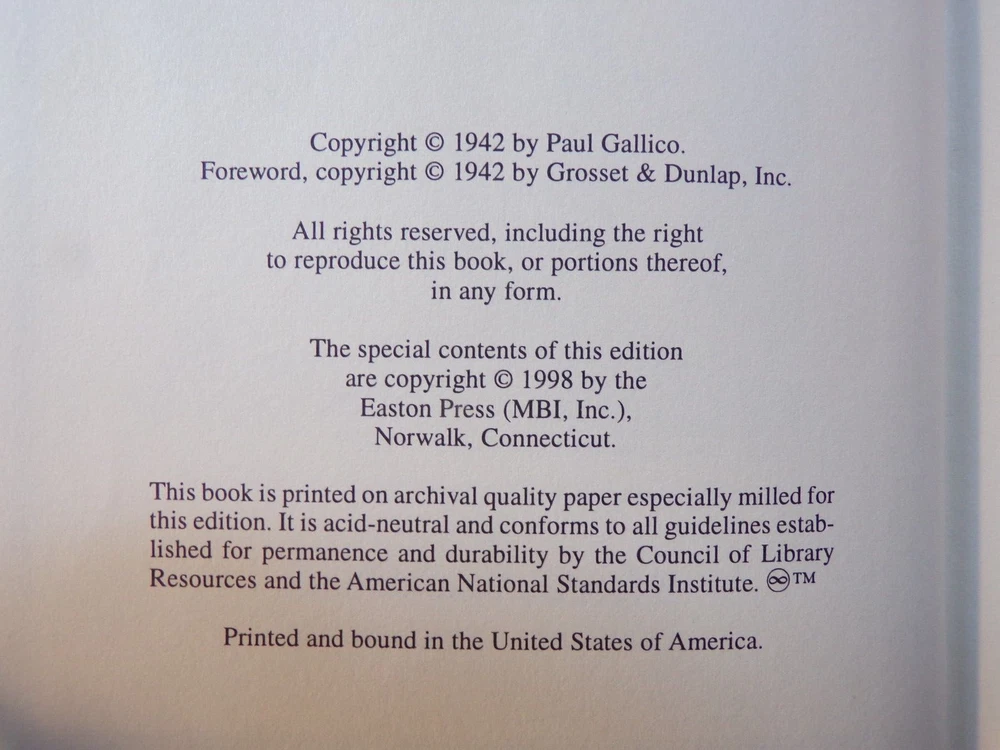 Copyright © 1942 by Paul Gallico.
Foreword, copyright © 1942 by Grosset & Dunlap, Inc.
All rights reserved, including the right
to reproduce this book, or portions thereof,
in any form.
The special contents of this edition
are copyright © 1998 by the
Easton Press (MBI, Inc.),
Norwalk, Connecticut.
This book is printed on archival quality paper especially milled for
this edition. It is acid-neutral and conforms to all guidelines estab-
lished for permanence and durability by the Council of Library
Resources and the American National Standards Institute. ♾™
Printed and bound in the United States of America.